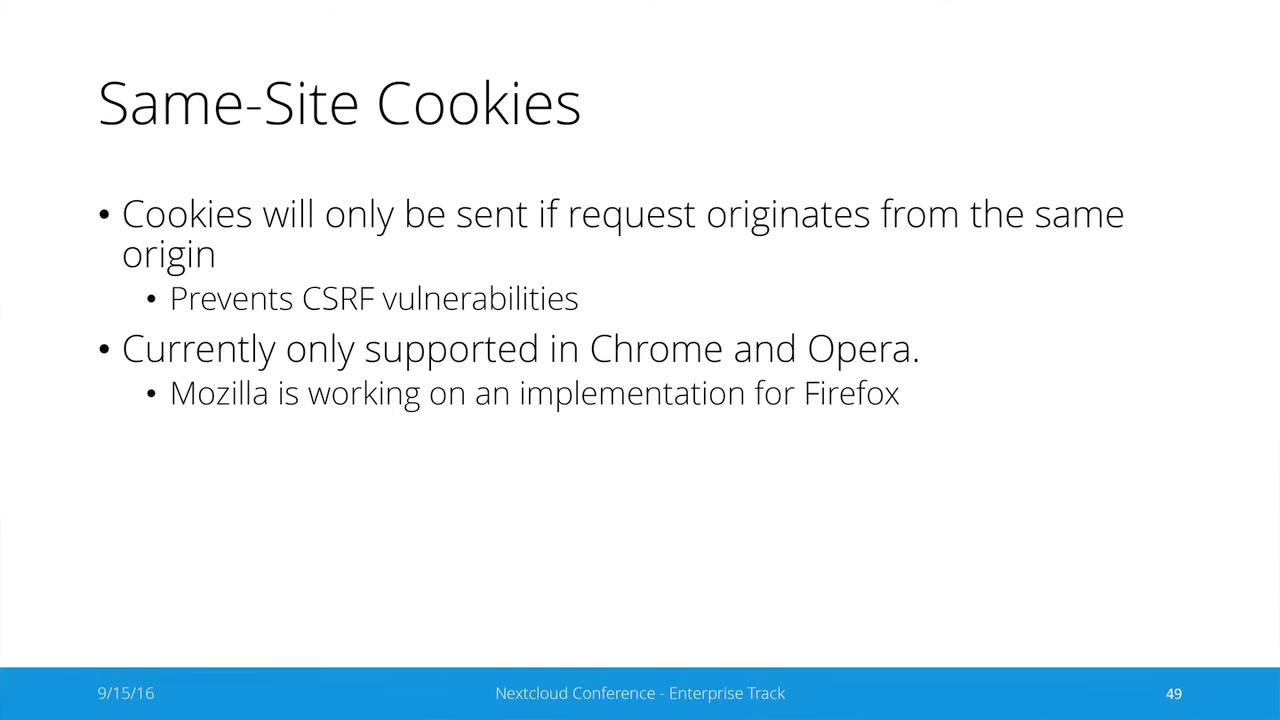 Same-Site Cookies
• Cookies will only be sent if request originates from the same
origin
• Prevents CSRF vulnerabilities
• Currently only supported in Chrome and Opera.
• Mozilla is working on an implementation for Firefox
9/15/16
Nextcloud Conference - Enterprise Track
49